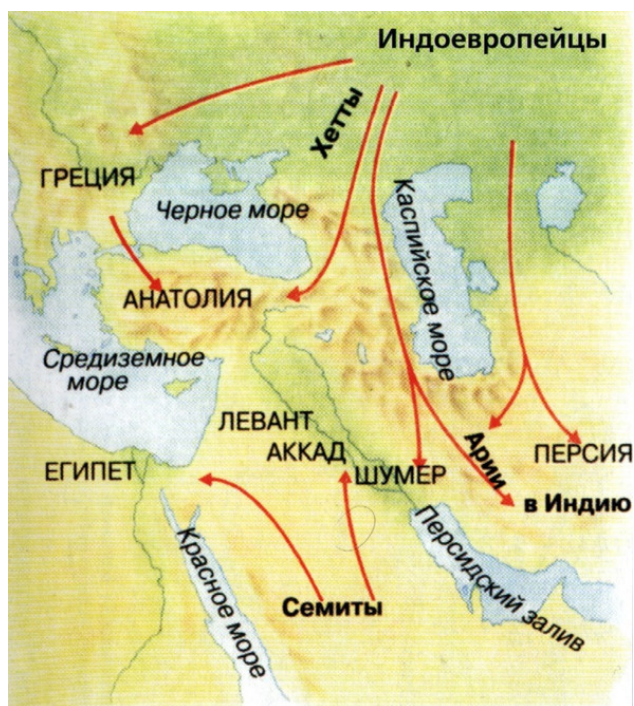 Индоевропейцы
Хетты
ГРЕЦИЯ
Черное море
Каспийское море
АНАТОЛИЯ
Средиземное
море
ЛЕВАНТ
АККАД
ШУМЕР
Арии
ПЕРСИЯ
ЕГИПЕТ
в Индию
Красное море
Семиты
Персидский залив